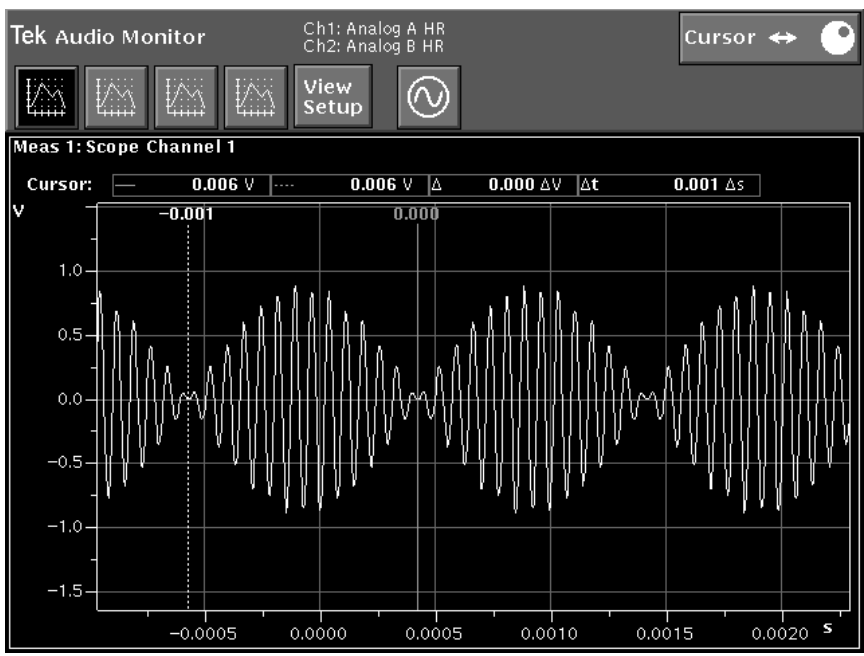 Tek Audio Monitor
Ch1: Analog A HR
Ch2: Analog B HR
Cursor ↔
View
Setup
Meas 1: Scope Channel 1
Cursor: — 0.006 V ···· 0.006 V Δ 0.000 ΔV Δt 0.001 Δs
V
−0.001 0.000
1.0
0.5
0.0
−0.5
−1.0
−1.5
−0.0005 0.0000 0.0005 0.0010 0.0015 0.0020 s